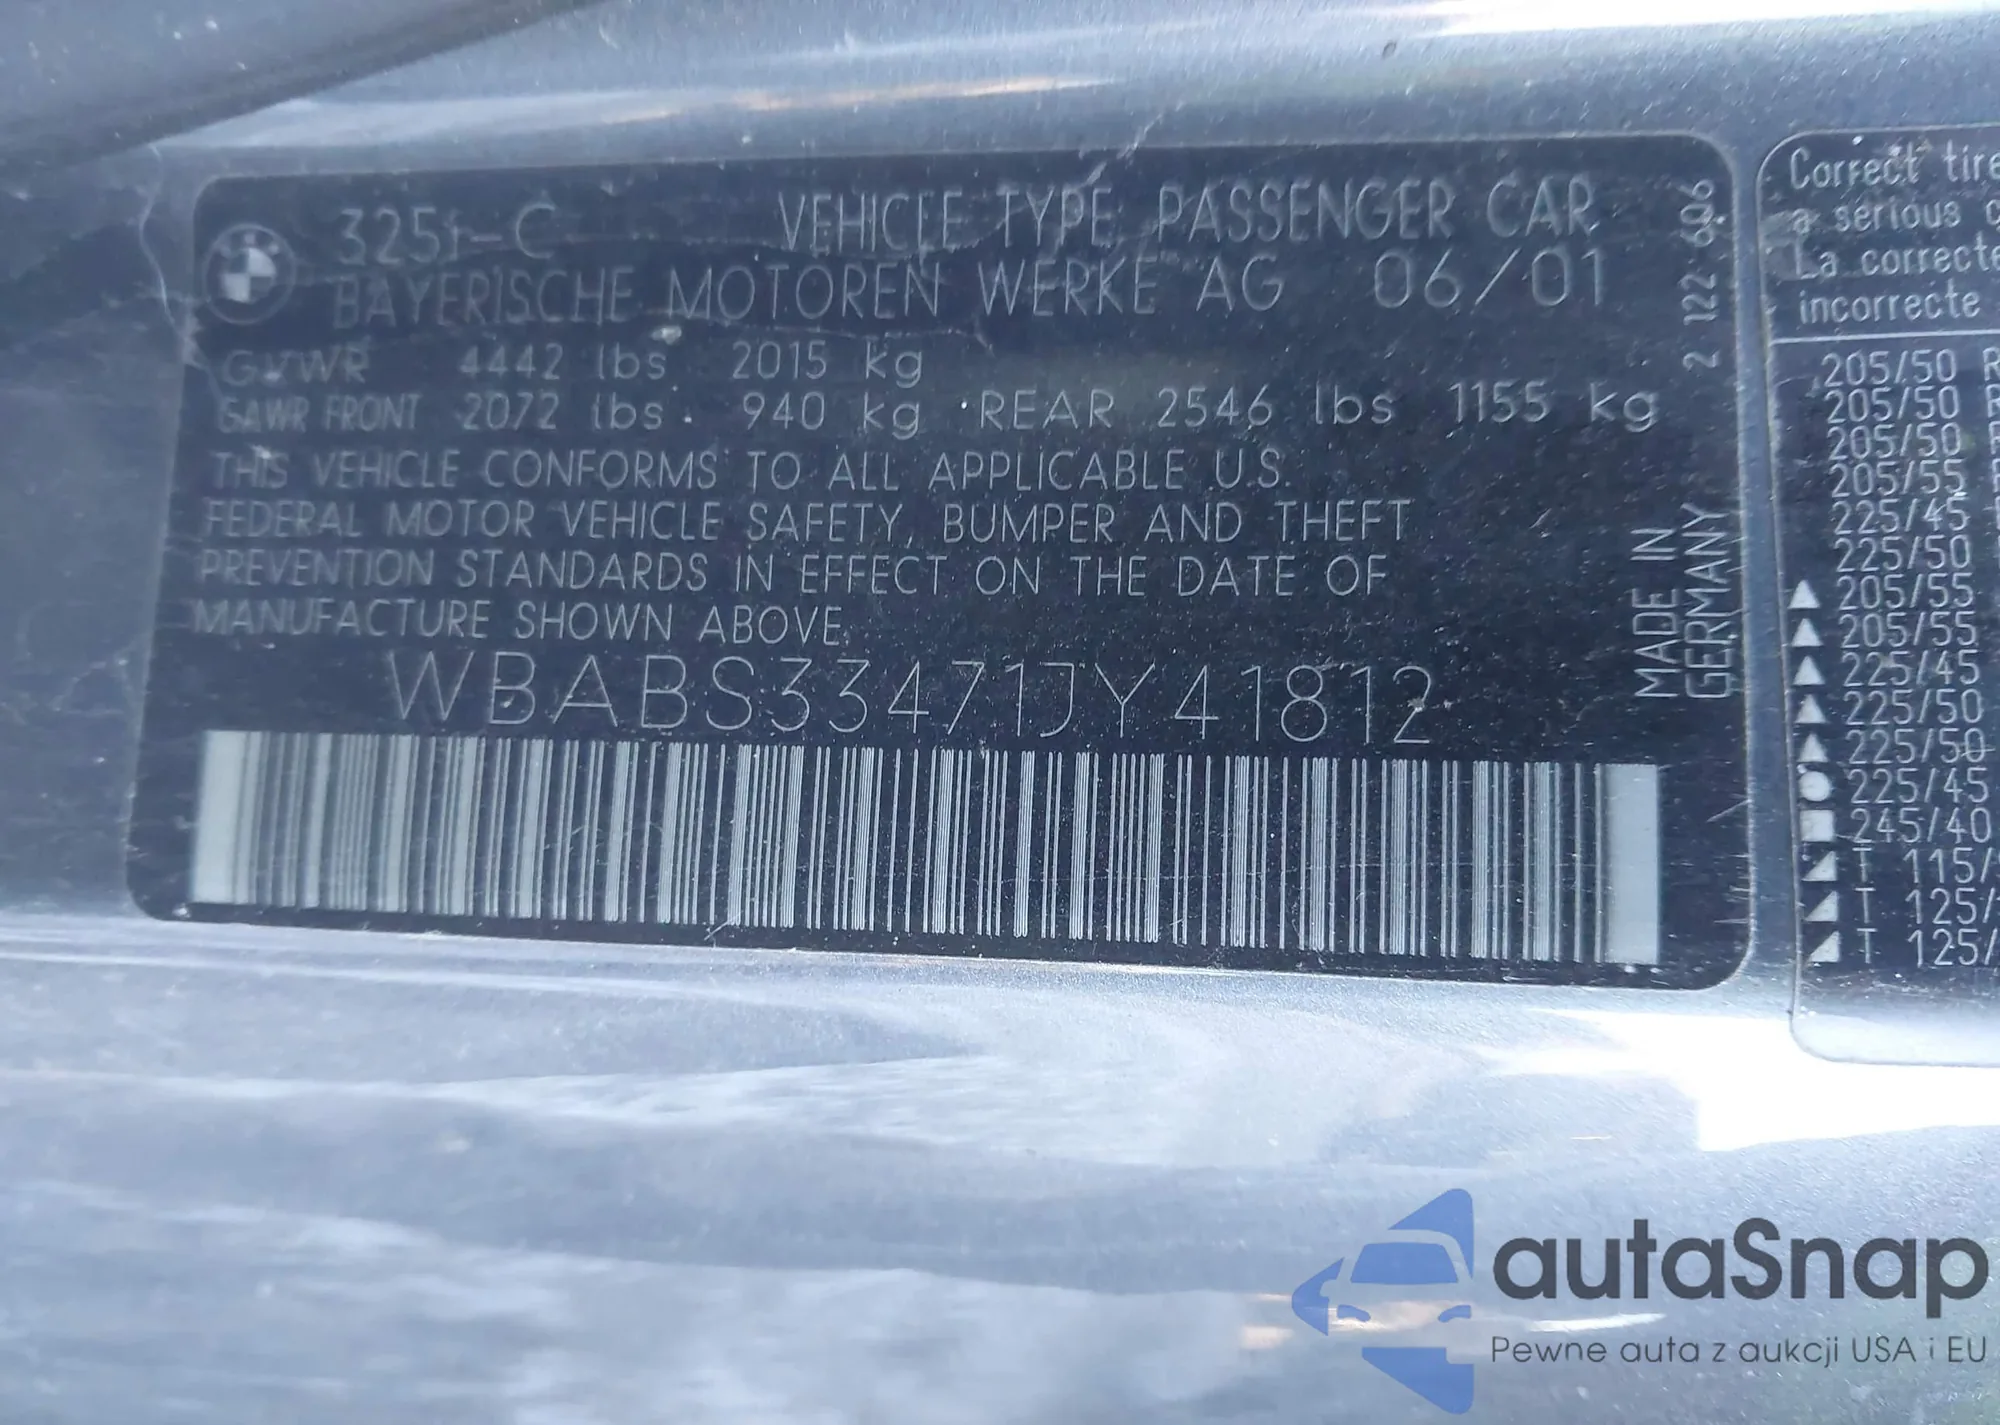 325i-C VEHICLE TYPE PASSENGER CAR
BAYERISCHE MOTOREN WERKE AG 06/01
GVWR 4442 lbs 2015 kg
GAWR FRONT 2072 lbs 940 kg REAR 2546 lbs 1155 kg
THIS VEHICLE CONFORMS TO ALL APPLICABLE U.S.
FEDERAL MOTOR VEHICLE SAFETY, BUMPER AND THEFT
PREVENTION STANDARDS IN EFFECT ON THE DATE OF
MANUFACTURE SHOWN ABOVE
WBABS33471JY41812
2 122 606
MADE IN
GERMANY
Correct tire
a serious
La correcte
incorrecte
205/50 R
205/50 R
205/50
205/55
225/45
225/50
205/55
205/55
225/45
225/50
225/50
225/45
245/40
T 115/
T 125/
T 125/
autaSnap
Pewne auta z aukcji USA i EU